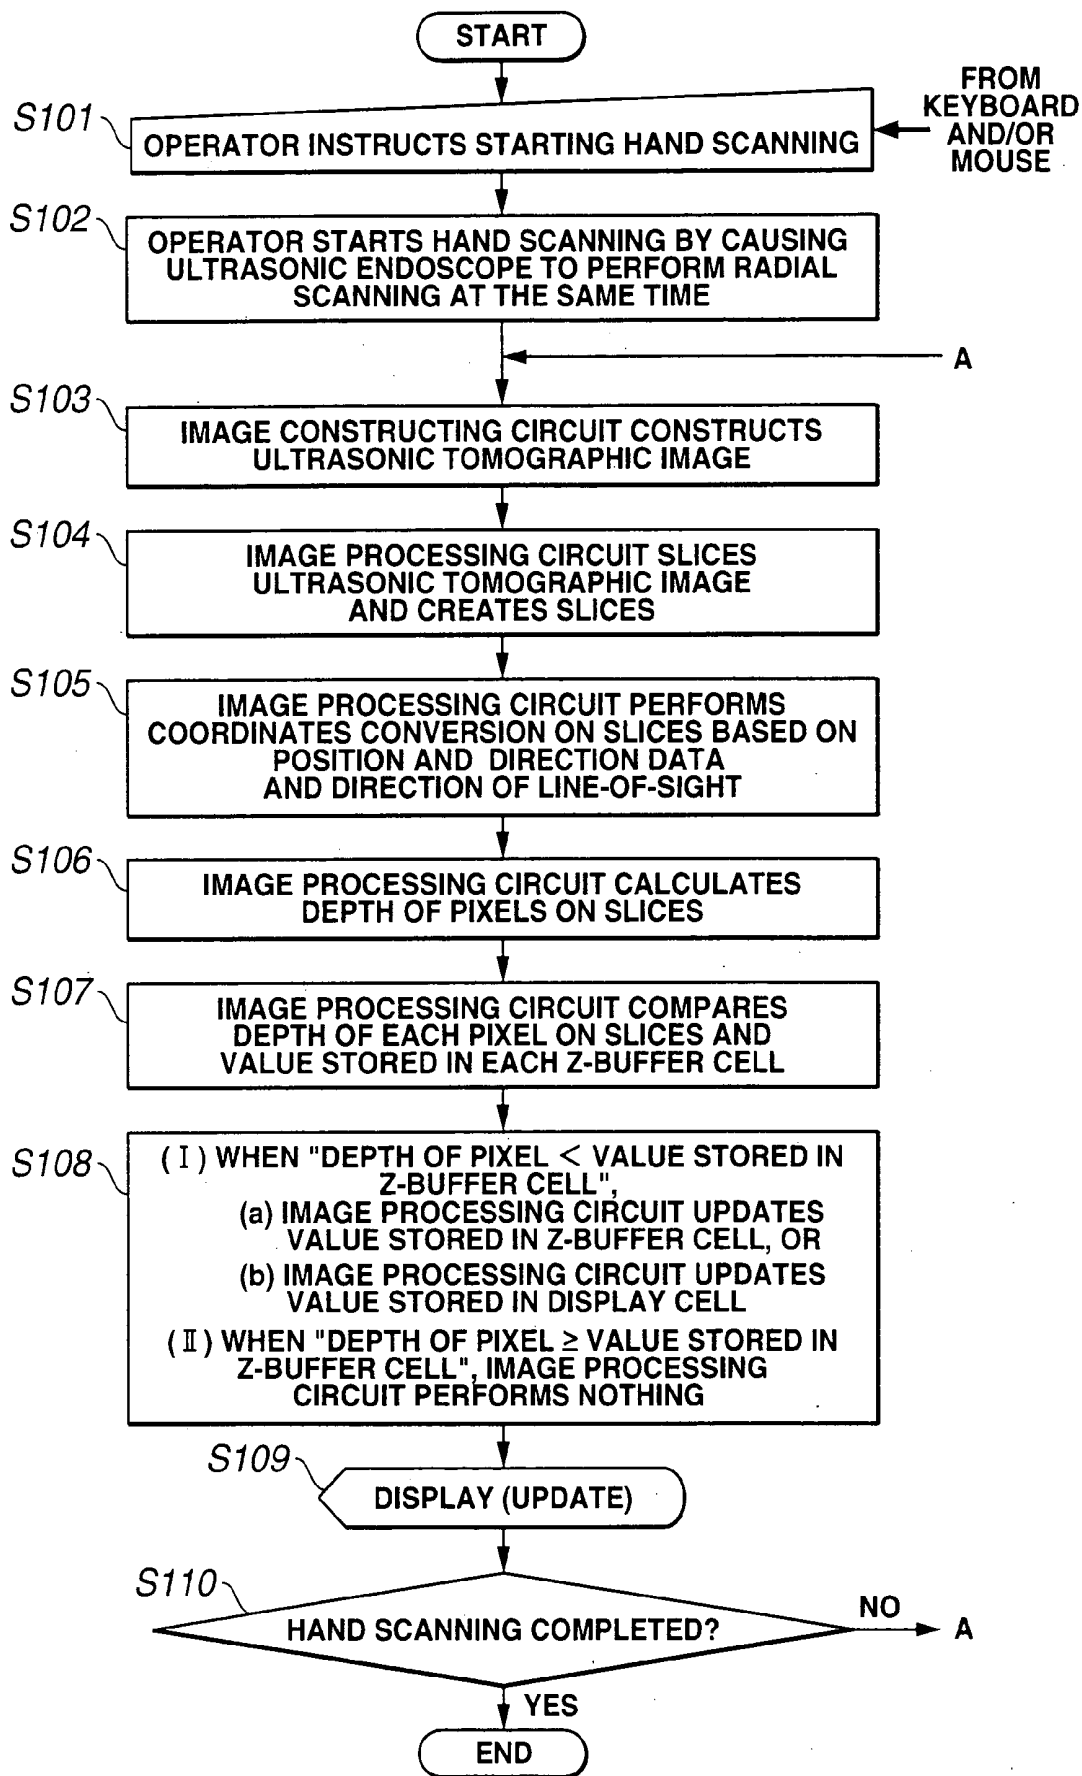 START
FROM
KEYBOARD
AND/OR
MOUSE
S101
OPERATOR INSTRUCTS STARTING HAND SCANNING
S102
OPERATOR STARTS HAND SCANNING BY CAUSING
ULTRASONIC ENDOSCOPE TO PERFORM RADIAL
SCANNING AT THE SAME TIME
A
S103
IMAGE CONSTRUCTING CIRCUIT CONSTRUCTS
ULTRASONIC TOMOGRAPHIC IMAGE
S104
IMAGE PROCESSING CIRCUIT SLICES
ULTRASONIC TOMOGRAPHIC IMAGE
AND CREATES SLICES
S105
IMAGE PROCESSING CIRCUIT PERFORMS
COORDINATES CONVERSION ON SLICES BASED ON
POSITION AND DIRECTION DATA
AND DIRECTION OF LINE-OF-SIGHT
S106
IMAGE PROCESSING CIRCUIT CALCULATES
DEPTH OF PIXELS ON SLICES
S107
IMAGE PROCESSING CIRCUIT COMPARES
DEPTH OF EACH PIXEL ON SLICES AND
VALUE STORED IN EACH Z-BUFFER CELL
S108
(Ⅰ) WHEN "DEPTH OF PIXEL < VALUE STORED IN
Z-BUFFER CELL",
(a) IMAGE PROCESSING CIRCUIT UPDATES
VALUE STORED IN Z-BUFFER CELL, OR
(b) IMAGE PROCESSING CIRCUIT UPDATES
VALUE STORED IN DISPLAY CELL
(Ⅱ) WHEN "DEPTH OF PIXEL ≥ VALUE STORED IN
Z-BUFFER CELL", IMAGE PROCESSING
CIRCUIT PERFORMS NOTHING
S109
DISPLAY (UPDATE)
S110
HAND SCANNING COMPLETED?
NO
A
YES
END